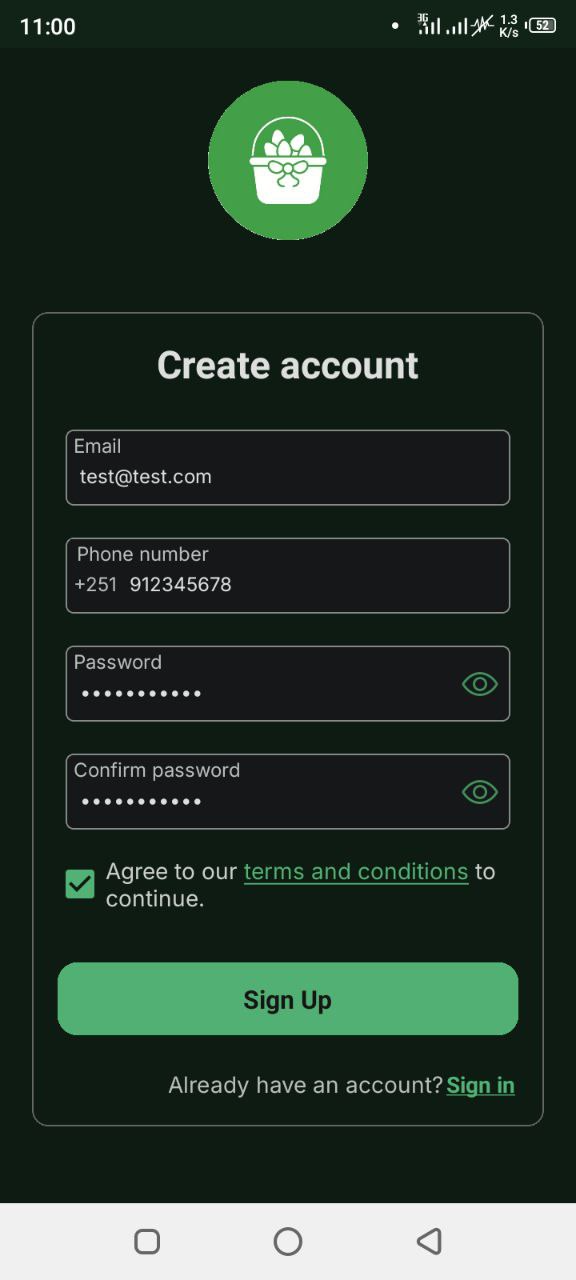 11:00
3G 1.3 K/s 52
Create account
Email
test@test.com
Phone number
+251 912345678
Password
•••••••••••
Confirm password
•••••••••••
Agree to our terms and conditions to
continue.
Sign Up
Already have an account? Sign in